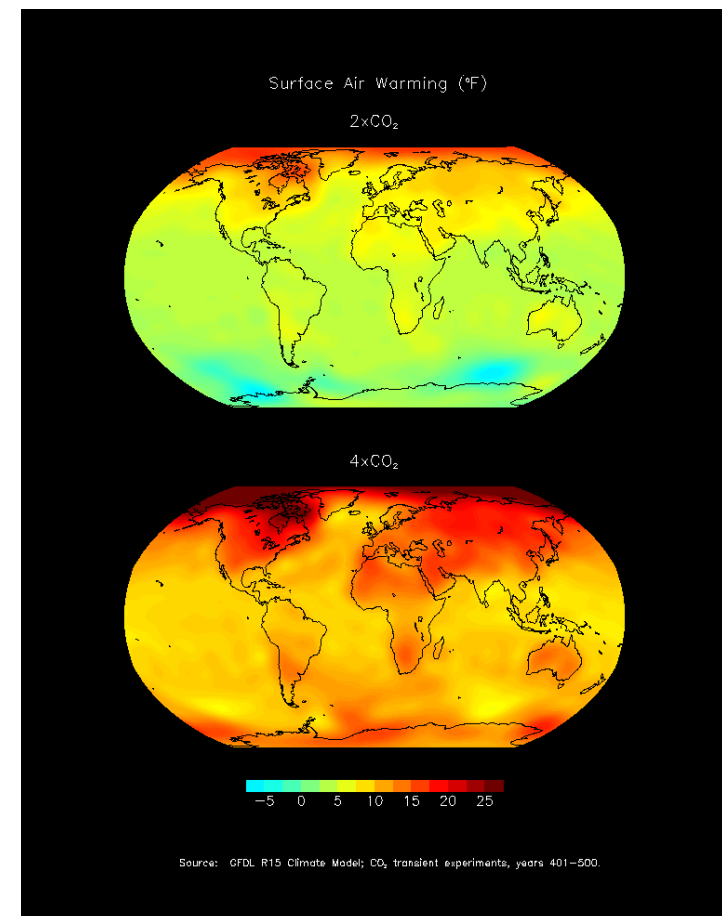 Surface Air Warming (°F)
2xCO₂
4xCO₂
−5 0 5 10 15 20 25
Source: GFDL R15 Climate Model; CO₂ transient experiments, years 401−500.